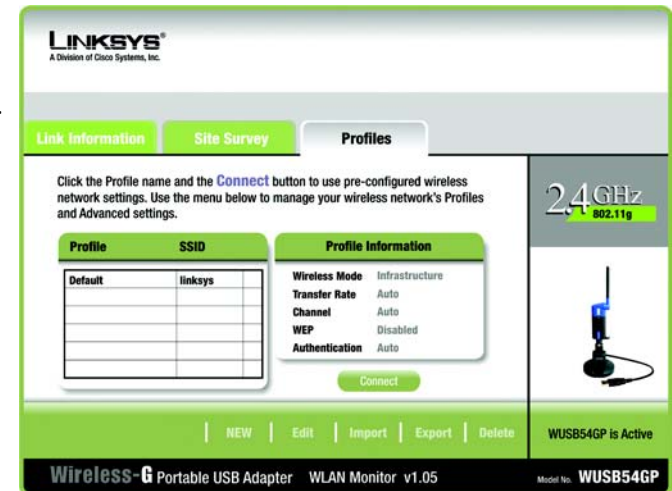 LINKSYS®
A Division of Cisco Systems, Inc.
Link Information Site Survey Profiles
Click the Profile name and the Connect button to use pre-configured wireless
network settings. Use the menu below to manage your wireless network's Profiles
and Advanced settings.
2.4 GHz
802.11g
Profile SSID
Default linksys
Profile Information
Wireless Mode Infrastructure
Transfer Rate Auto
Channel Auto
WEP Disabled
Authentication Auto
Connect
NEW Edit Import Export Delete
WUSB54GP is Active
Wireless-G Portable USB Adapter WLAN Monitor v1.05
Model No. WUSB54GP